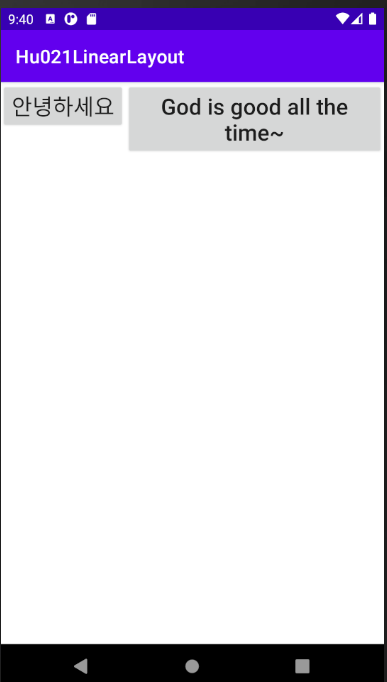 9:40
Hu021LinearLayout
안녕하세요
God is good all the
time~